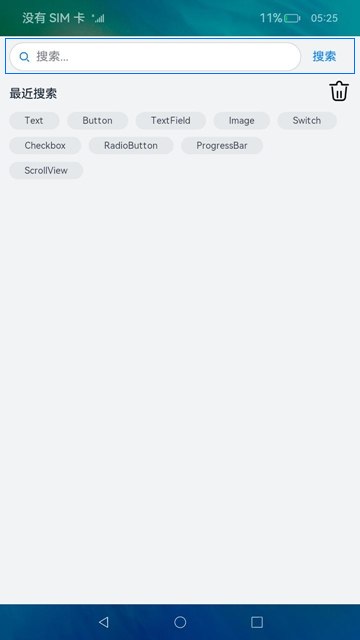 没有 SIM 卡 11% 05:25
搜索... 搜索
最近搜索
Text Button TextField Image Switch
Checkbox RadioButton ProgressBar
ScrollView